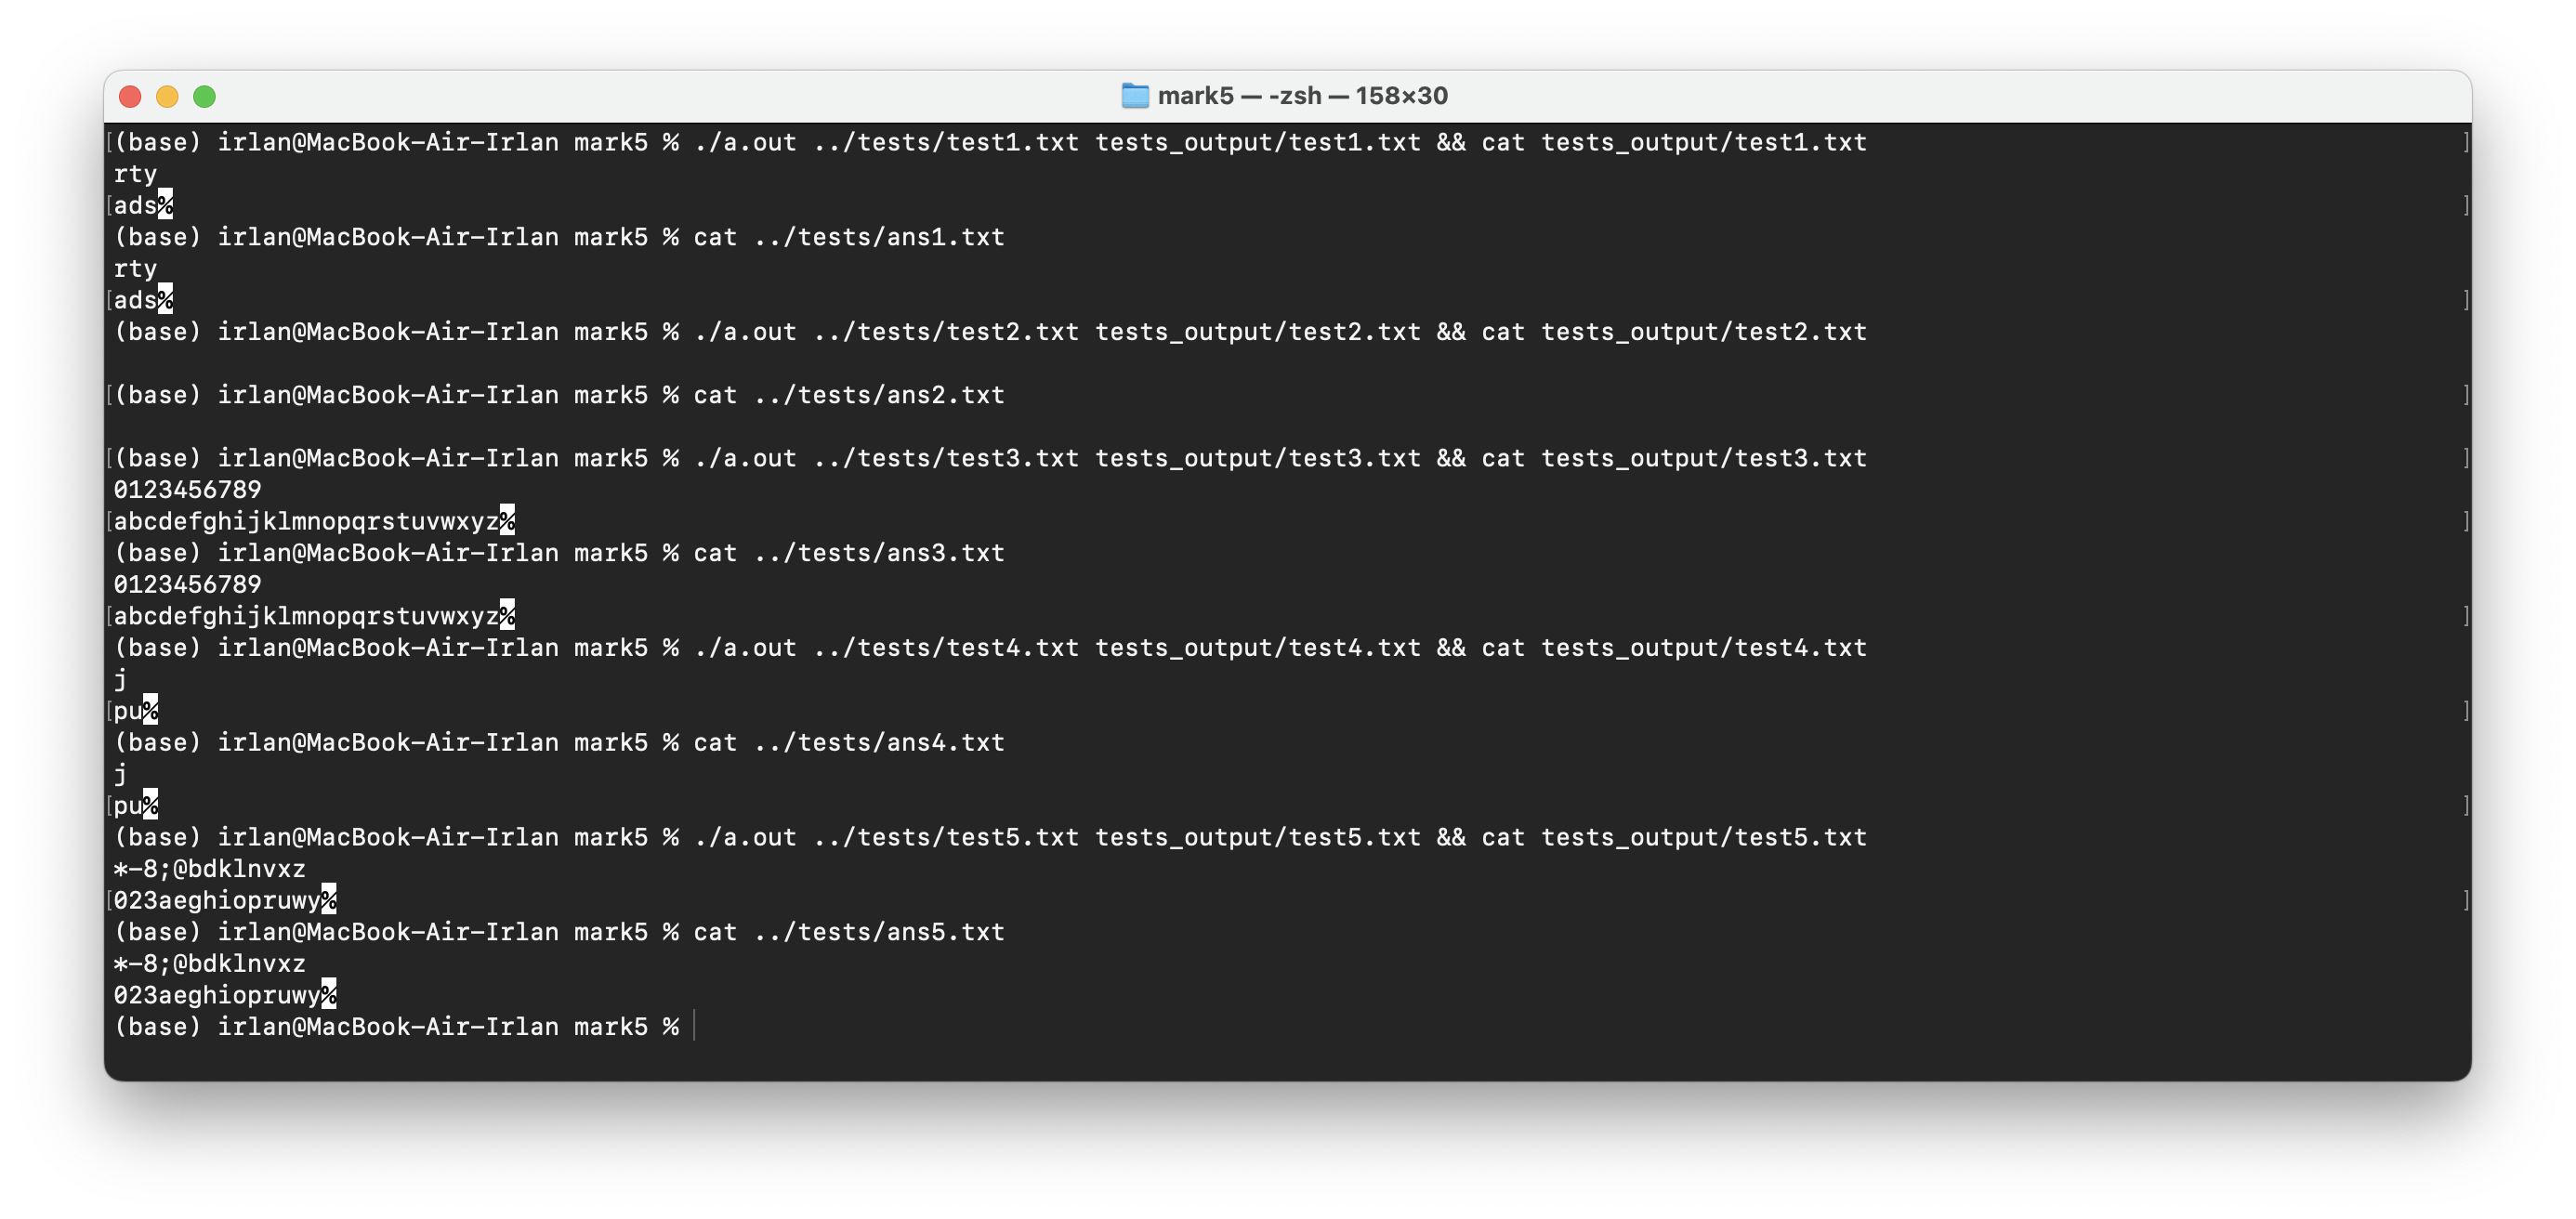 mark5 — -zsh — 158×30
(base) irlan@MacBook-Air-Irlan mark5 % ./a.out ../tests/test1.txt tests_output/test1.txt && cat tests_output/test1.txt
rty
ads%
(base) irlan@MacBook-Air-Irlan mark5 % cat ../tests/ans1.txt
rty
ads%
(base) irlan@MacBook-Air-Irlan mark5 % ./a.out ../tests/test2.txt tests_output/test2.txt && cat tests_output/test2.txt
(base) irlan@MacBook-Air-Irlan mark5 % cat ../tests/ans2.txt
(base) irlan@MacBook-Air-Irlan mark5 % ./a.out ../tests/test3.txt tests_output/test3.txt && cat tests_output/test3.txt
0123456789
abcdefghijklmnopqrstuvwxyz%
(base) irlan@MacBook-Air-Irlan mark5 % cat ../tests/ans3.txt
0123456789
abcdefghijklmnopqrstuvwxyz%
(base) irlan@MacBook-Air-Irlan mark5 % ./a.out ../tests/test4.txt tests_output/test4.txt && cat tests_output/test4.txt
j
pu%
(base) irlan@MacBook-Air-Irlan mark5 % cat ../tests/ans4.txt
j
pu%
(base) irlan@MacBook-Air-Irlan mark5 % ./a.out ../tests/test5.txt tests_output/test5.txt && cat tests_output/test5.txt
*-8;@bdklnvxz
023aeghiopruwy%
(base) irlan@MacBook-Air-Irlan mark5 % cat ../tests/ans5.txt
*-8;@bdklnvxz
023aeghiopruwy%
(base) irlan@MacBook-Air-Irlan mark5 %